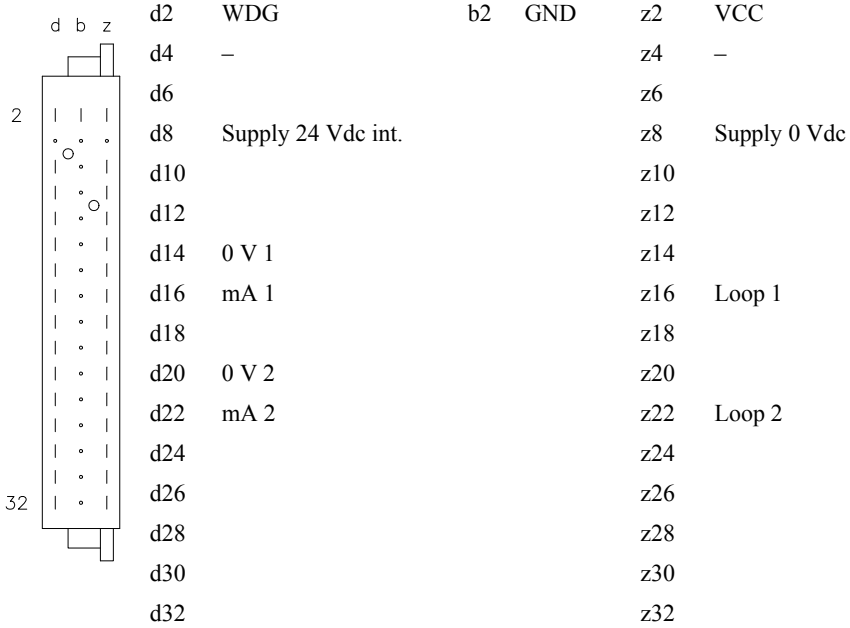 d b z
2
32
d2 WDG b2 GND z2 VCC
d4 – z4 –
d6 z6
d8 Supply 24 Vdc int. z8 Supply 0 Vdc
d10 z10
d12 z12
d14 0 V 1 z14
d16 mA 1 z16 Loop 1
d18 z18
d20 0 V 2 z20
d22 mA 2 z22 Loop 2
d24 z24
d26 z26
d28 z28
d30 z30
d32 z32